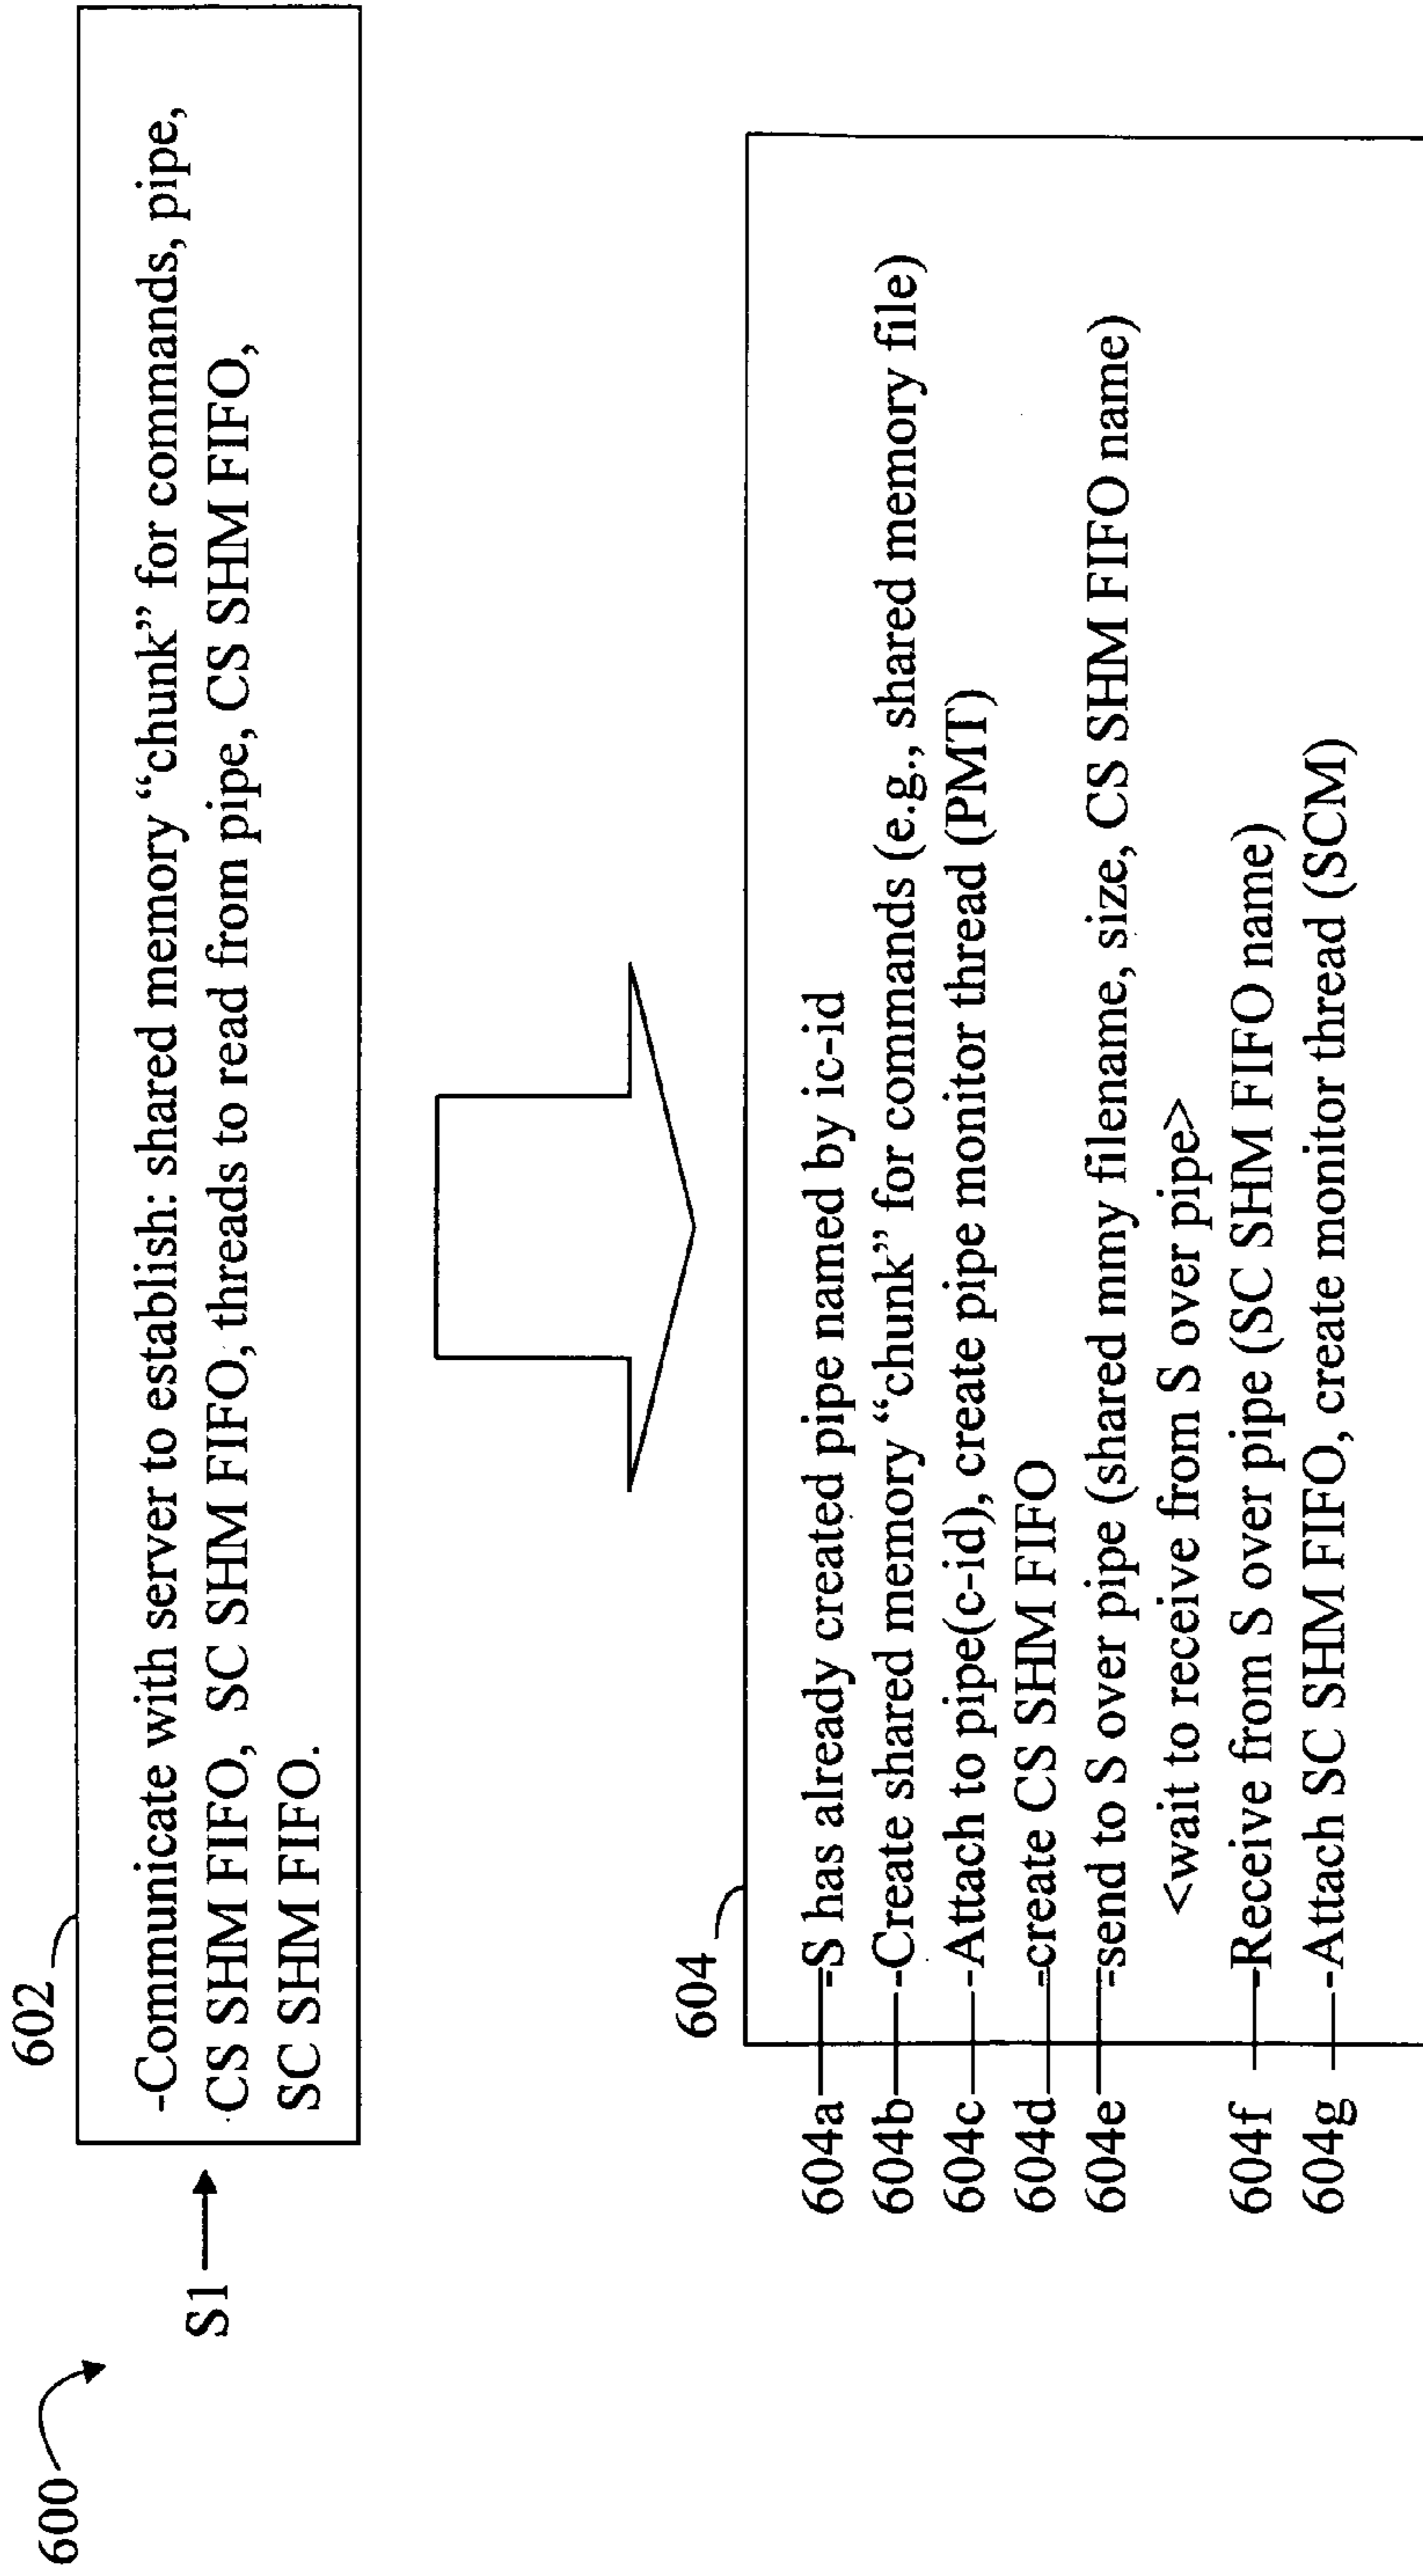 600
602
S1
-Communicate with server to establish: shared memory “chunk” for commands, pipe,
CS SHM FIFO, SC SHM FIFO, threads to read from pipe, CS SHM FIFO,
SC SHM FIFO.
604
604a -S has already created pipe named by ic-id
604b -Create shared memory “chunk” for commands (e.g., shared memory file)
604c -Attach to pipe(c-id), create pipe monitor thread (PMT)
604d -create CS SHM FIFO
604e -send to S over pipe (shared mmy filename, size, CS SHM FIFO name)
<wait to receive from S over pipe>
604f -Receive from S over pipe (SC SHM FIFO name)
604g -Attach SC SHM FIFO, create monitor thread (SCM)